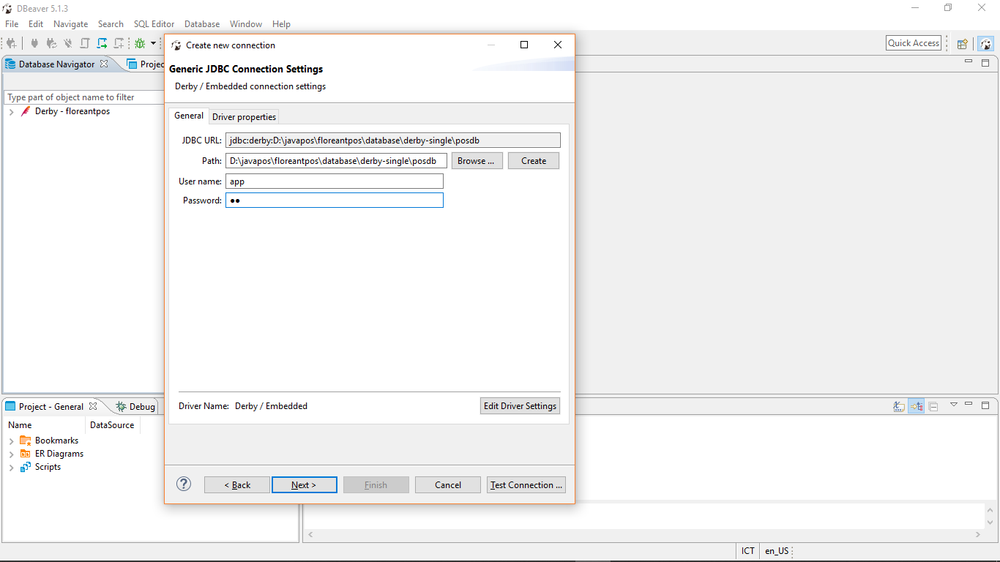 DBeaver 5.1.3
File Edit Navigate Search SQL Editor Database Window Help
Quick Access
Database Navigator
Projec
Type part of object name to filter
Derby - floreantpos
Create new connection
Generic JDBC Connection Settings
Derby / Embedded connection settings
General Driver properties
JDBC URL: jdbc:derby:D:\javapos\floreantpos\database\derby-single\posdb
Path: D:\javapos\floreantpos\database\derby-single\posdb Browse ... Create
User name: app
Password: ●●
Driver Name: Derby / Embedded Edit Driver Settings
? < Back Next > Finish Cancel Test Connection ...
Project - General Debug
Name DataSource
Bookmarks
ER Diagrams
Scripts
ICT en_US